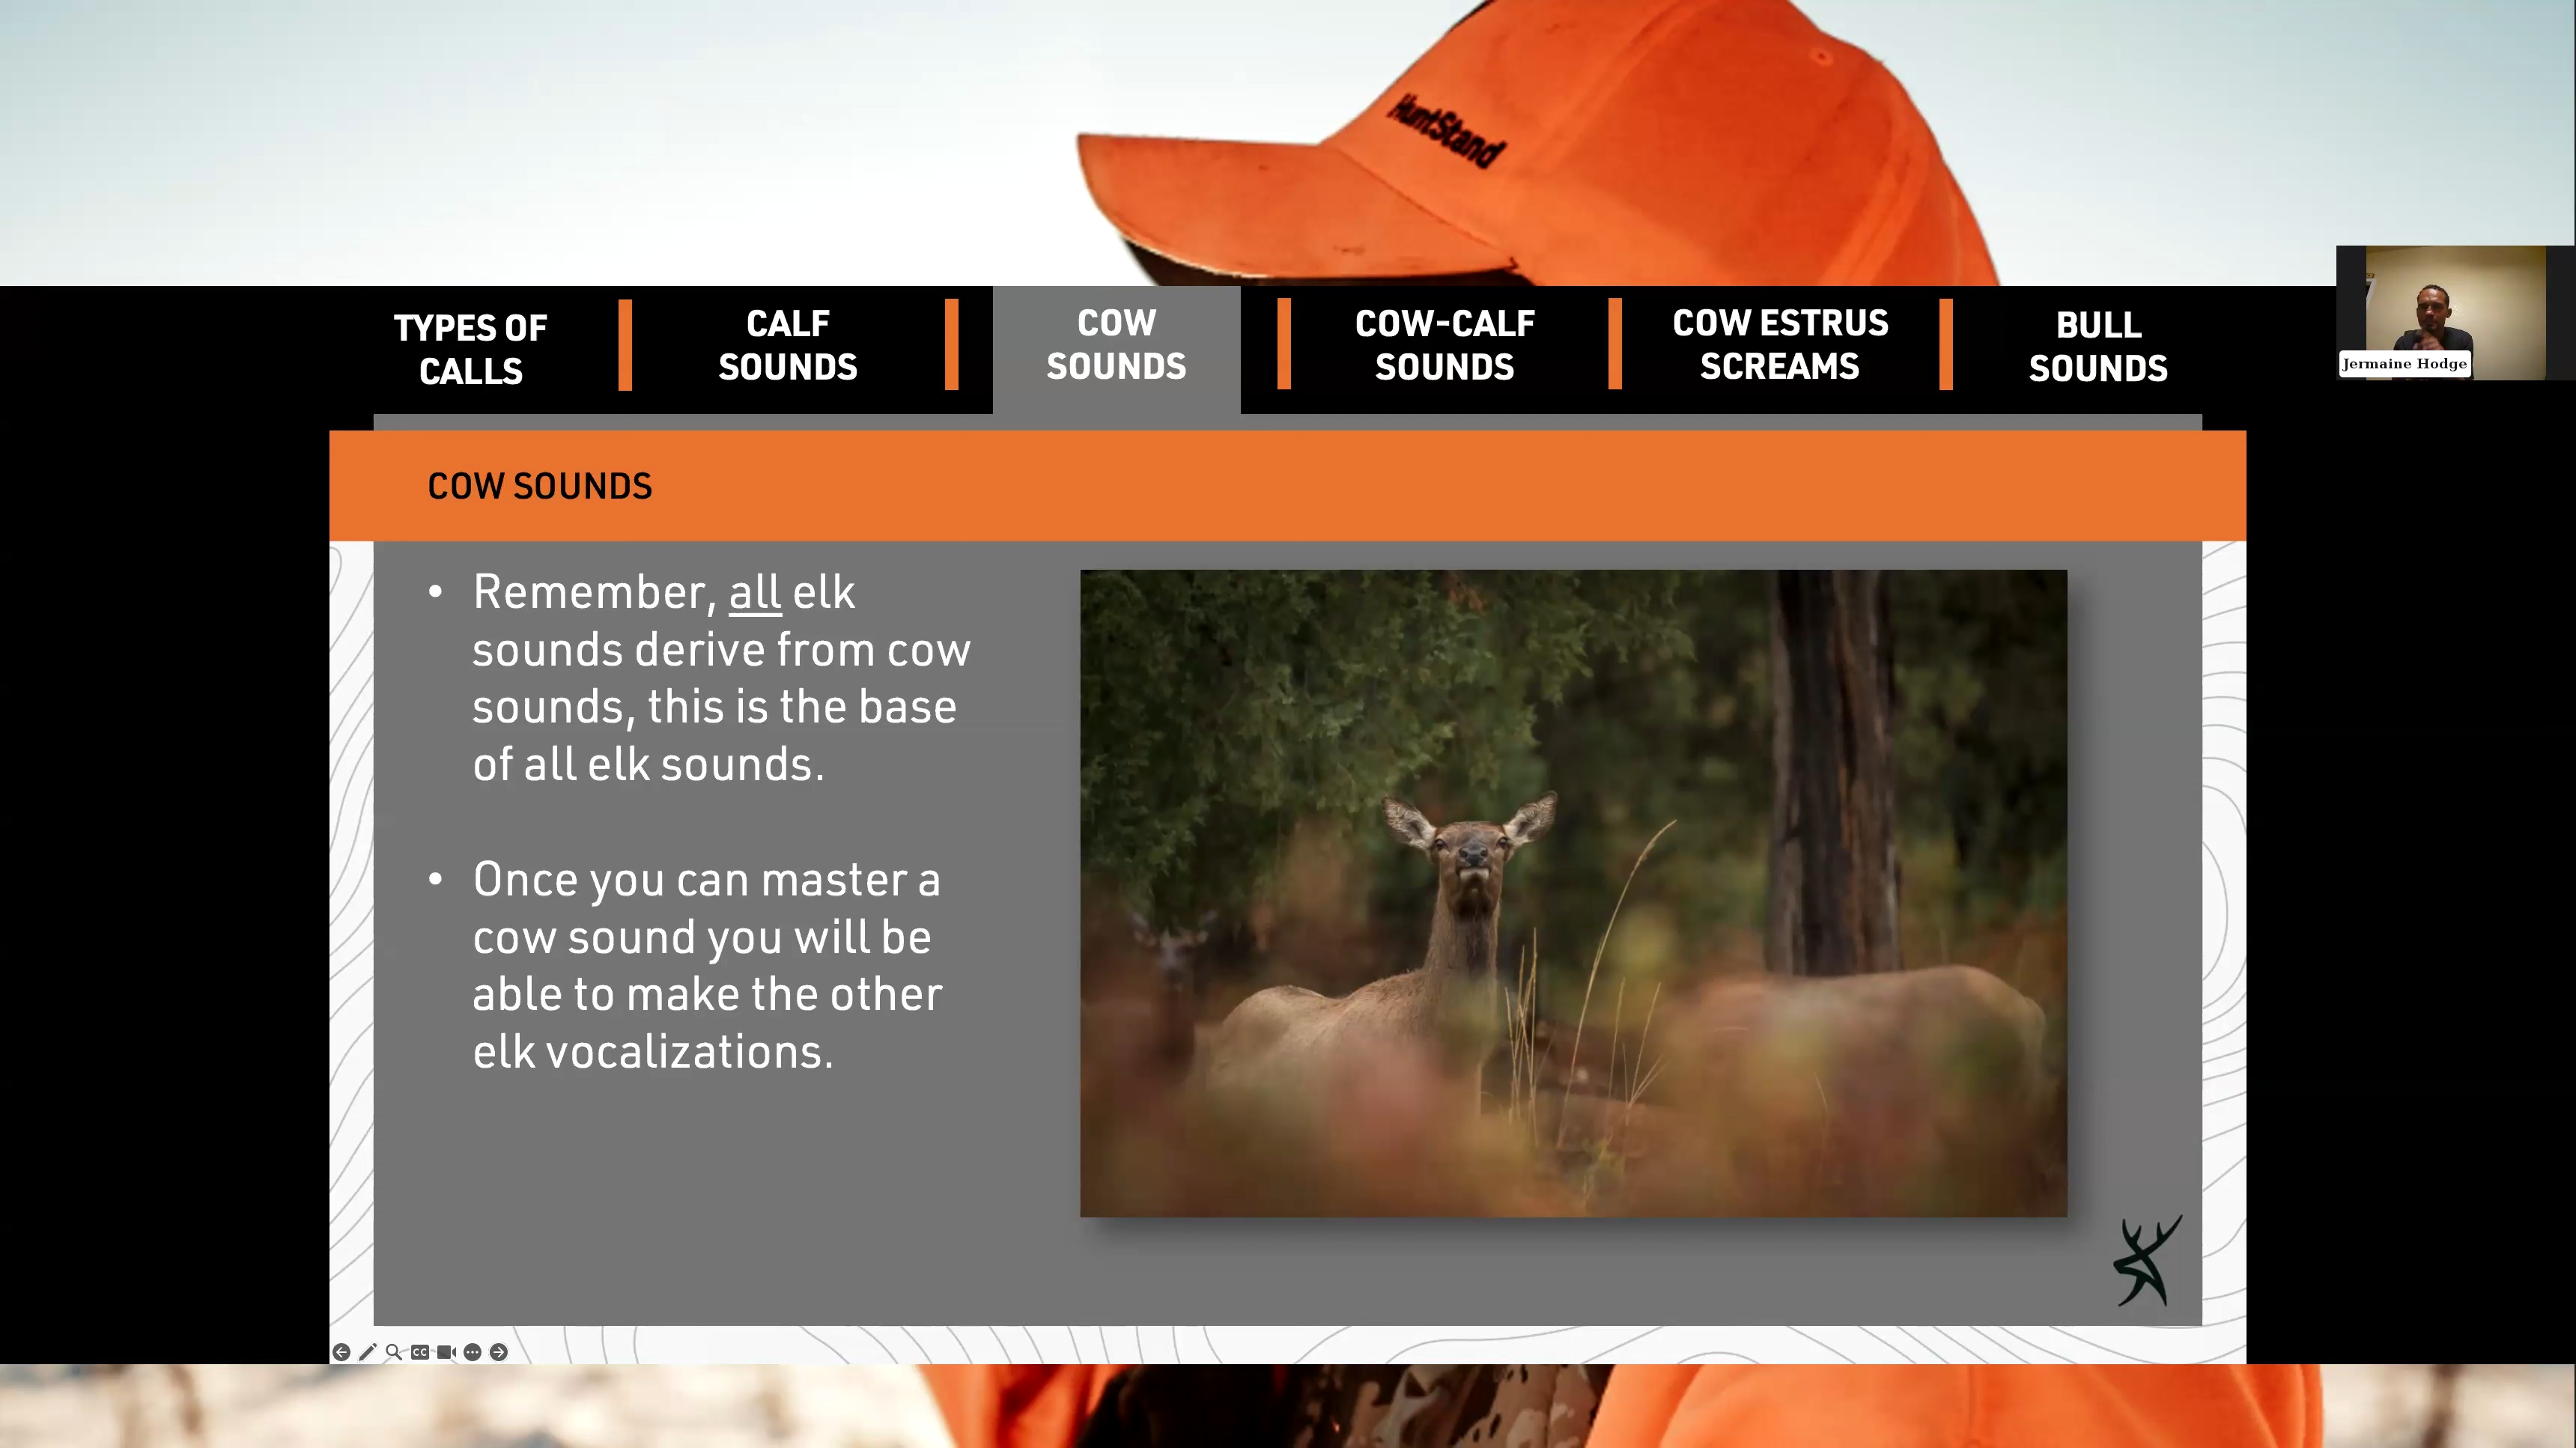 HuntStand
TYPES OF
CALLS
CALF
SOUNDS
COW
SOUNDS
COW-CALF
SOUNDS
COW ESTRUS
SCREAMS
BULL
SOUNDS
Jermaine Hodge
COW SOUNDS
• Remember, all elk
sounds derive from cow
sounds, this is the base
of all elk sounds.
• Once you can master a
cow sound you will be
able to make the other
elk vocalizations.
CC